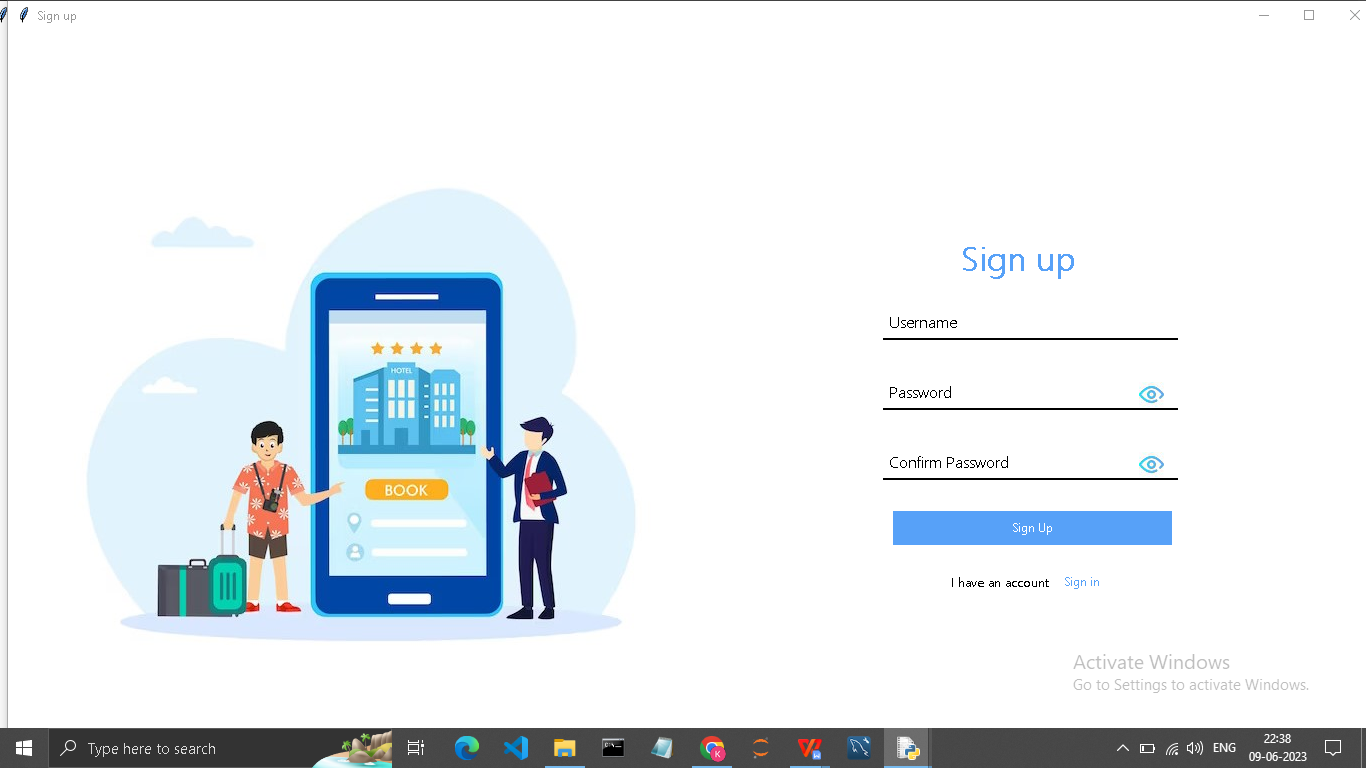 Sign up
HOTEL
BOOK
Sign up
Username
Password
Confirm Password
Sign Up
I have an account Sign in
Activate Windows
Go to Settings to activate Windows.
Type here to search
K
ENG
22:38
09-06-2023